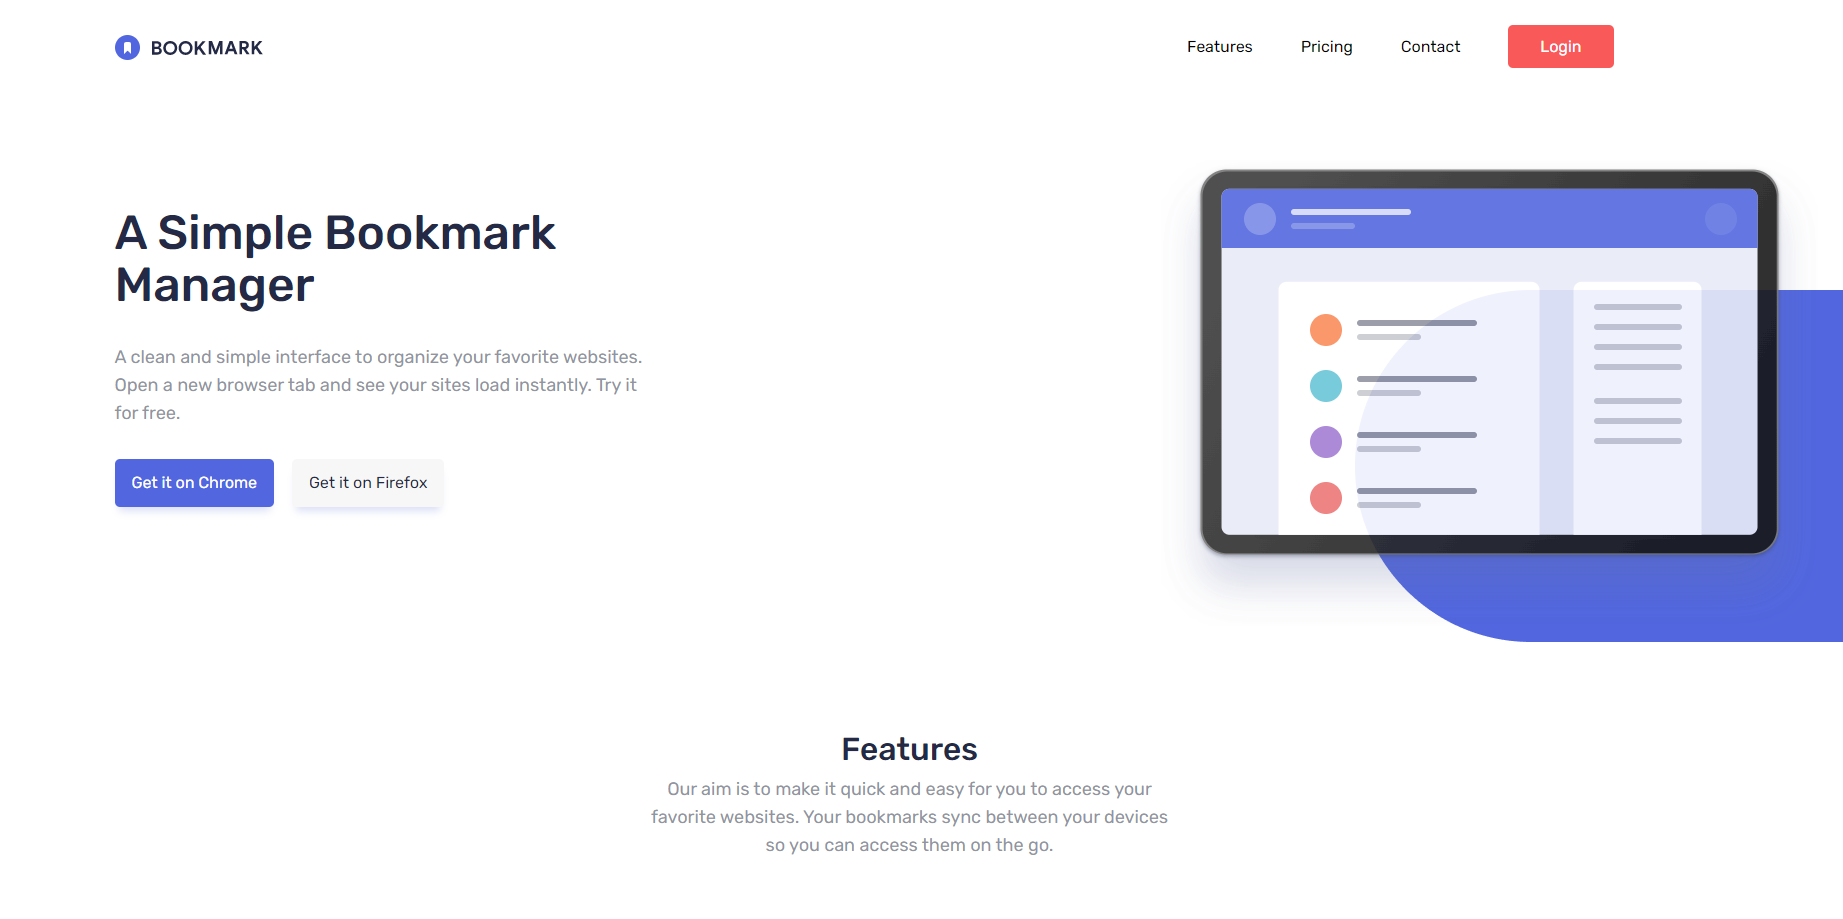 BOOKMARK
Features
Pricing
Contact
Login
A Simple Bookmark
Manager
A clean and simple interface to organize your favorite websites.
Open a new browser tab and see your sites load instantly. Try it
for free.
Get it on Chrome
Get it on Firefox
Features
Our aim is to make it quick and easy for you to access your
favorite websites. Your bookmarks sync between your devices
so you can access them on the go.